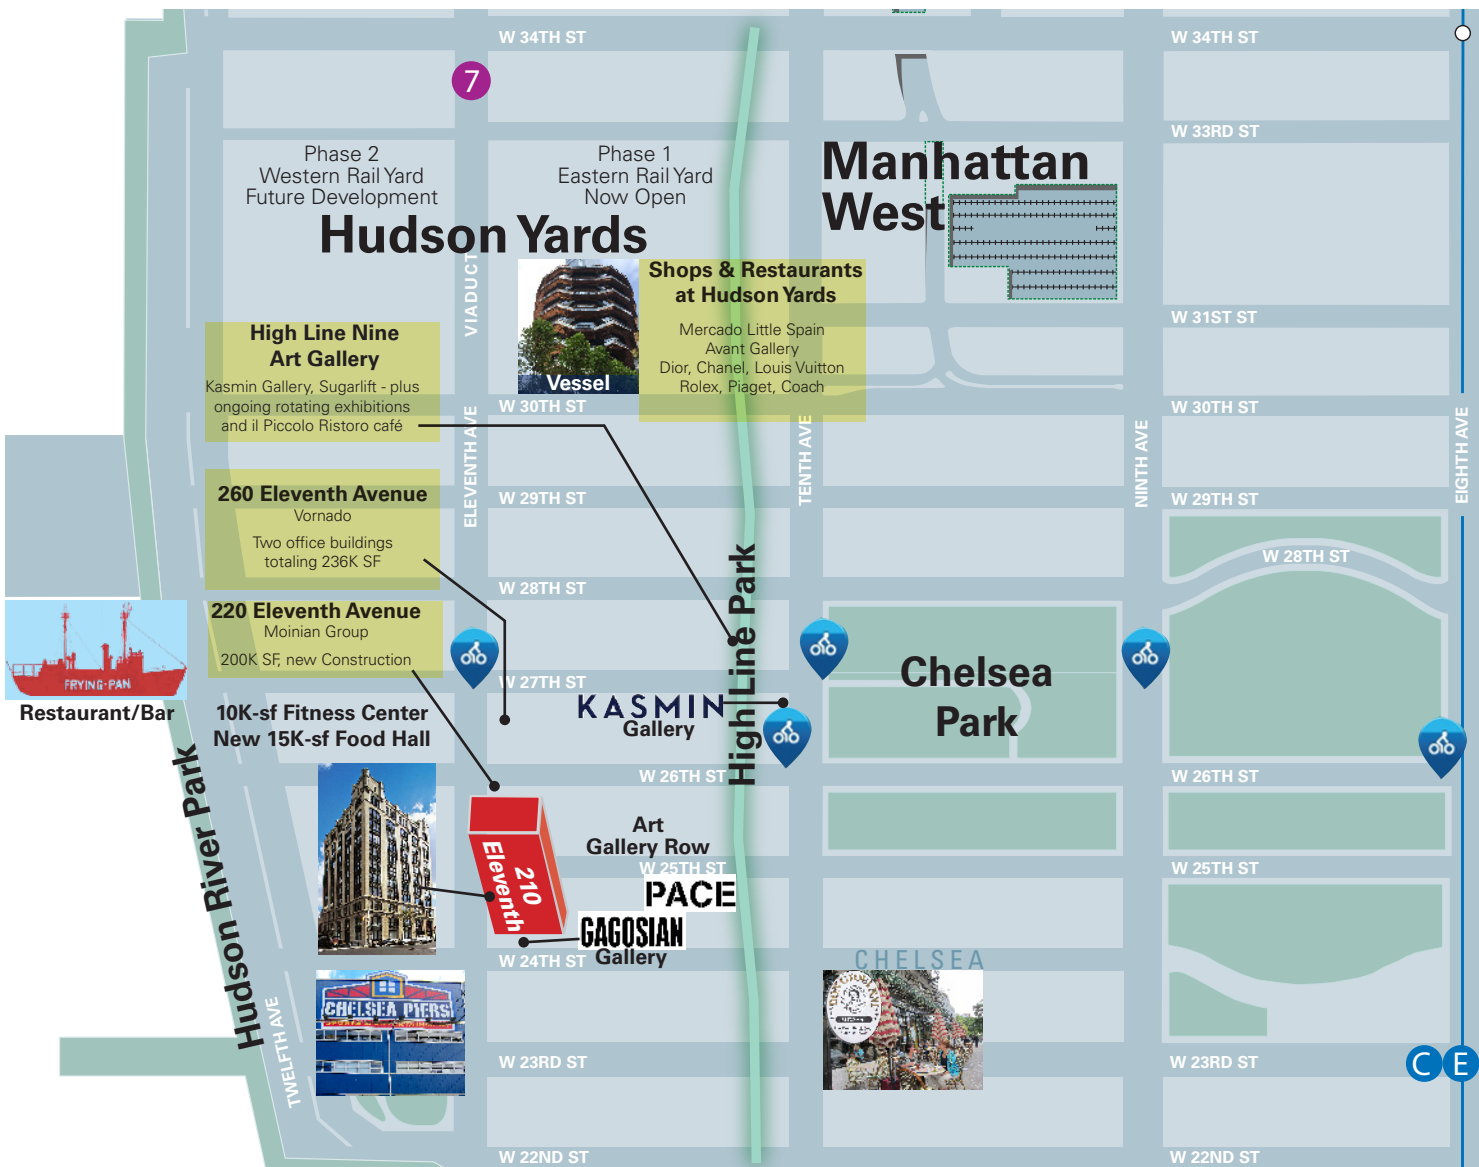 W 34TH ST
W 34TH ST
7
W 33RD ST
Phase 2
Western Rail Yard
Future Development
Phase 1
Eastern Rail Yard
Now Open
Hudson Yards
Manhattan
West
VIADUCT
Vessel
Shops & Restaurants
at Hudson Yards
Mercado Little Spain
Avant Gallery
Dior, Chanel, Louis Vuitton
Rolex, Piaget, Coach
W 31ST ST
High Line Nine
Art Gallery
Kasmin Gallery, Sugarlift - plus
ongoing rotating exhibitions
and il Piccolo Ristoro café
W 30TH ST
W 30TH ST
ELEVENTH AVE
TENTH AVE
NINTH AVE
EIGHTH AVE
260 Eleventh Avenue
Vornado
Two office buildings
totaling 236K SF
W 29TH ST
W 29TH ST
W 28TH ST
W 28TH ST
220 Eleventh Avenue
Moinian Group
200K SF, new Construction
FRYING-PAN
Restaurant/Bar
W 27TH ST
High Line Park
KASMIN
Gallery
Chelsea
Park
10K-sf Fitness Center
New 15K-sf Food Hall
W 26TH ST
W 26TH ST
Hudson River Park
210
Eleventh
Art
Gallery Row
W 25TH ST
W 25TH ST
PACE
GAGOSIAN
Gallery
W 24TH ST
CHELSEA
CHELSEA PIERS
TWELFTH AVE
W 23RD ST
W 23RD ST
C E
W 22ND ST
W 22ND ST